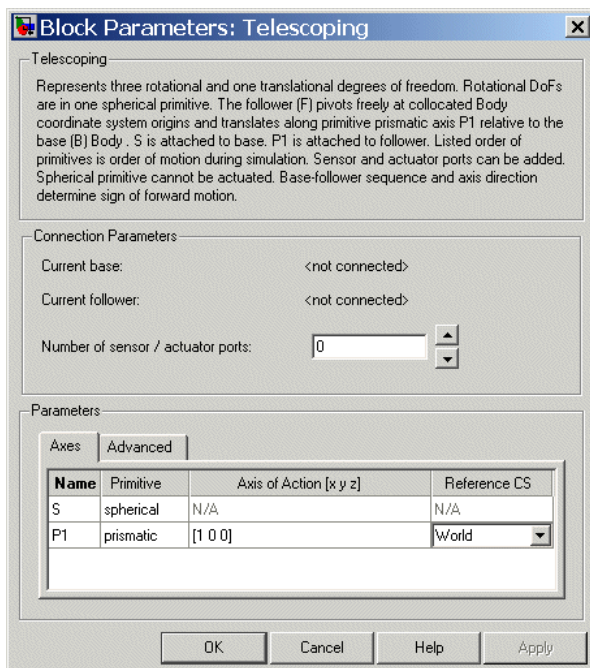 Block Parameters: Telescoping
Telescoping
Represents three rotational and one translational degrees of freedom. Rotational DoFs
are in one spherical primitive. The follower (F) pivots freely at collocated Body
coordinate system origins and translates along primitive prismatic axis P1 relative to the
base (B) Body . S is attached to base. P1 is attached to follower. Listed order of
primitives is order of motion during simulation. Sensor and actuator ports can be added.
Spherical primitive cannot be actuated. Base-follower sequence and axis direction
determine sign of forward motion.
Connection Parameters
Current base: <not connected>
Current follower: <not connected>
Number of sensor / actuator ports: 0
Parameters
Axes Advanced
Name Primitive Axis of Action [x y z] Reference CS
S spherical N/A N/A
P1 prismatic [1 0 0] World
OK Cancel Help Apply